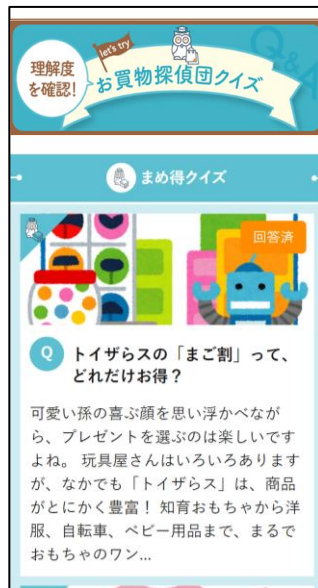 理解度
を確認!
let's try
お買物探偵団クイズ
Q&A
まめ得クイズ
回答済
Q
トイザらスの「まご割」って、
どれだけお得？
可愛い孫の喜ぶ顔を思い浮かべなが
ら、プレゼントを選ぶのは楽しいです
よね。 玩具屋さんはいろいろあります
が、なかでも「トイザらス」は、商品
がとにかく豊富！ 知育おもちゃから洋
服、自転車、ベビー用品まで、まるで
おもちゃのワン...